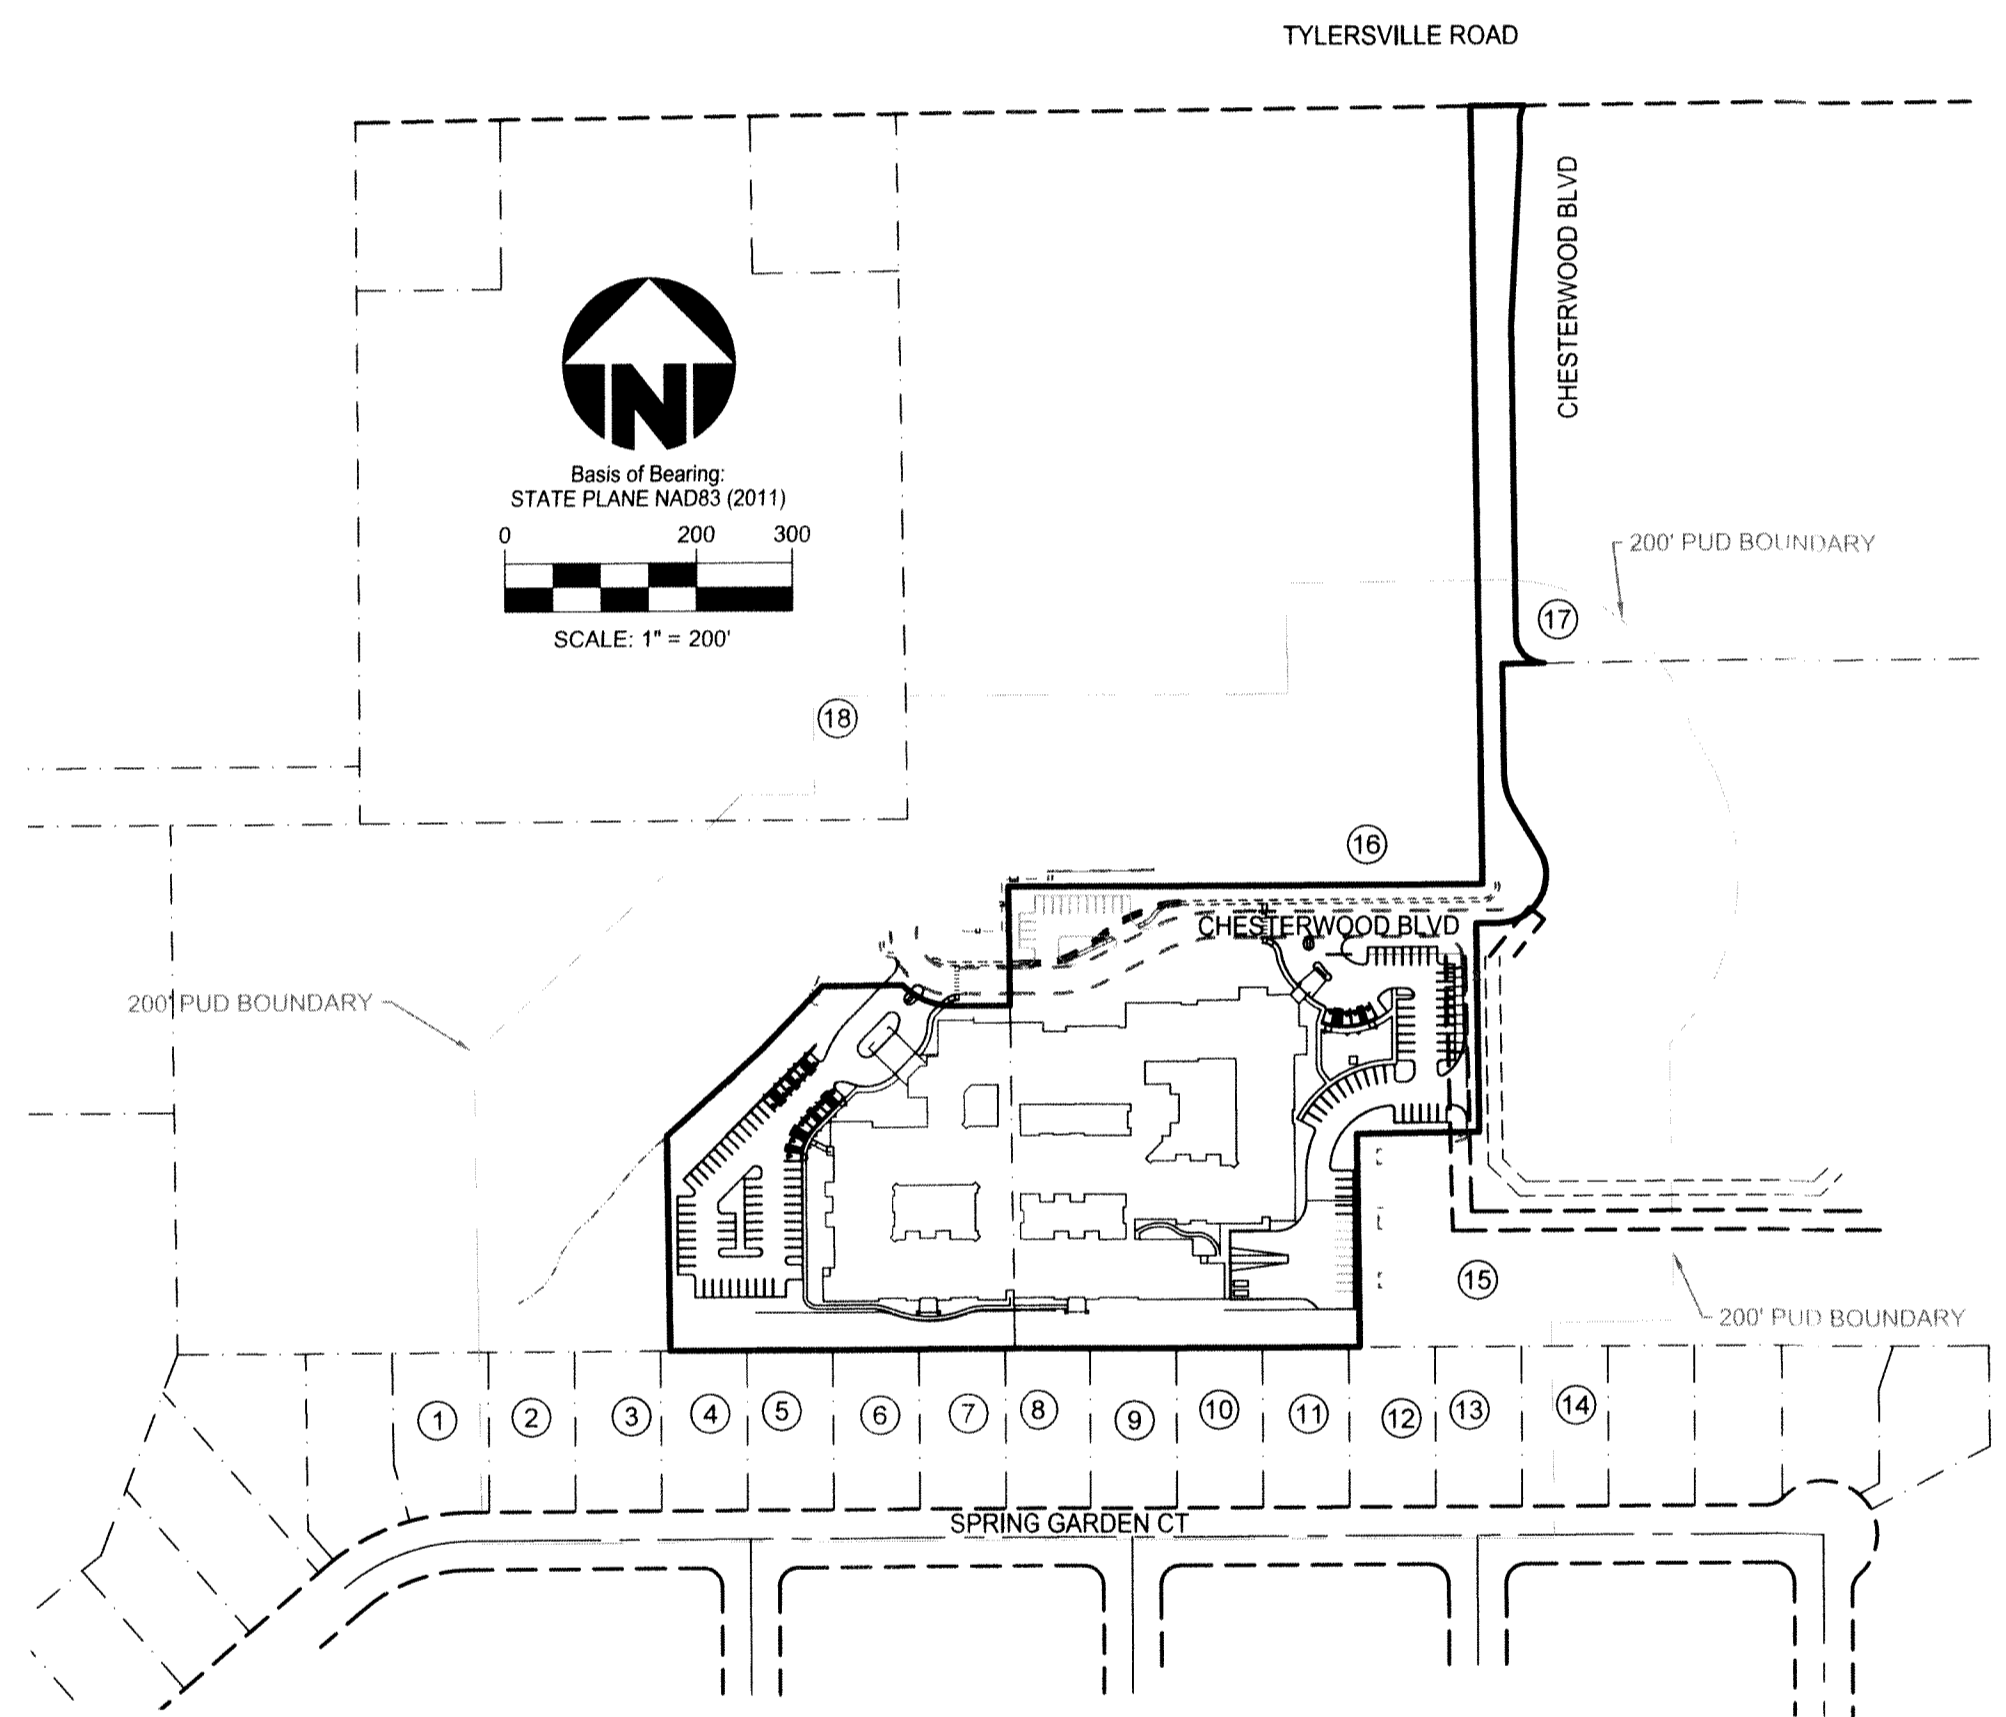 TYLERSVILLE ROAD
CHESTERWOOD BLVD
N
Basis of Bearing:
STATE PLANE NAD83 (2011)
0 200 300
SCALE: 1" = 200'
200' PUD BOUNDARY
17
18
16
CHESTERWOOD BLVD
200' PUD BOUNDARY
15
200' PUD BOUNDARY
1 2 3 4 5 6 7 8 9 10 11 12 13 14
SPRING GARDEN CT